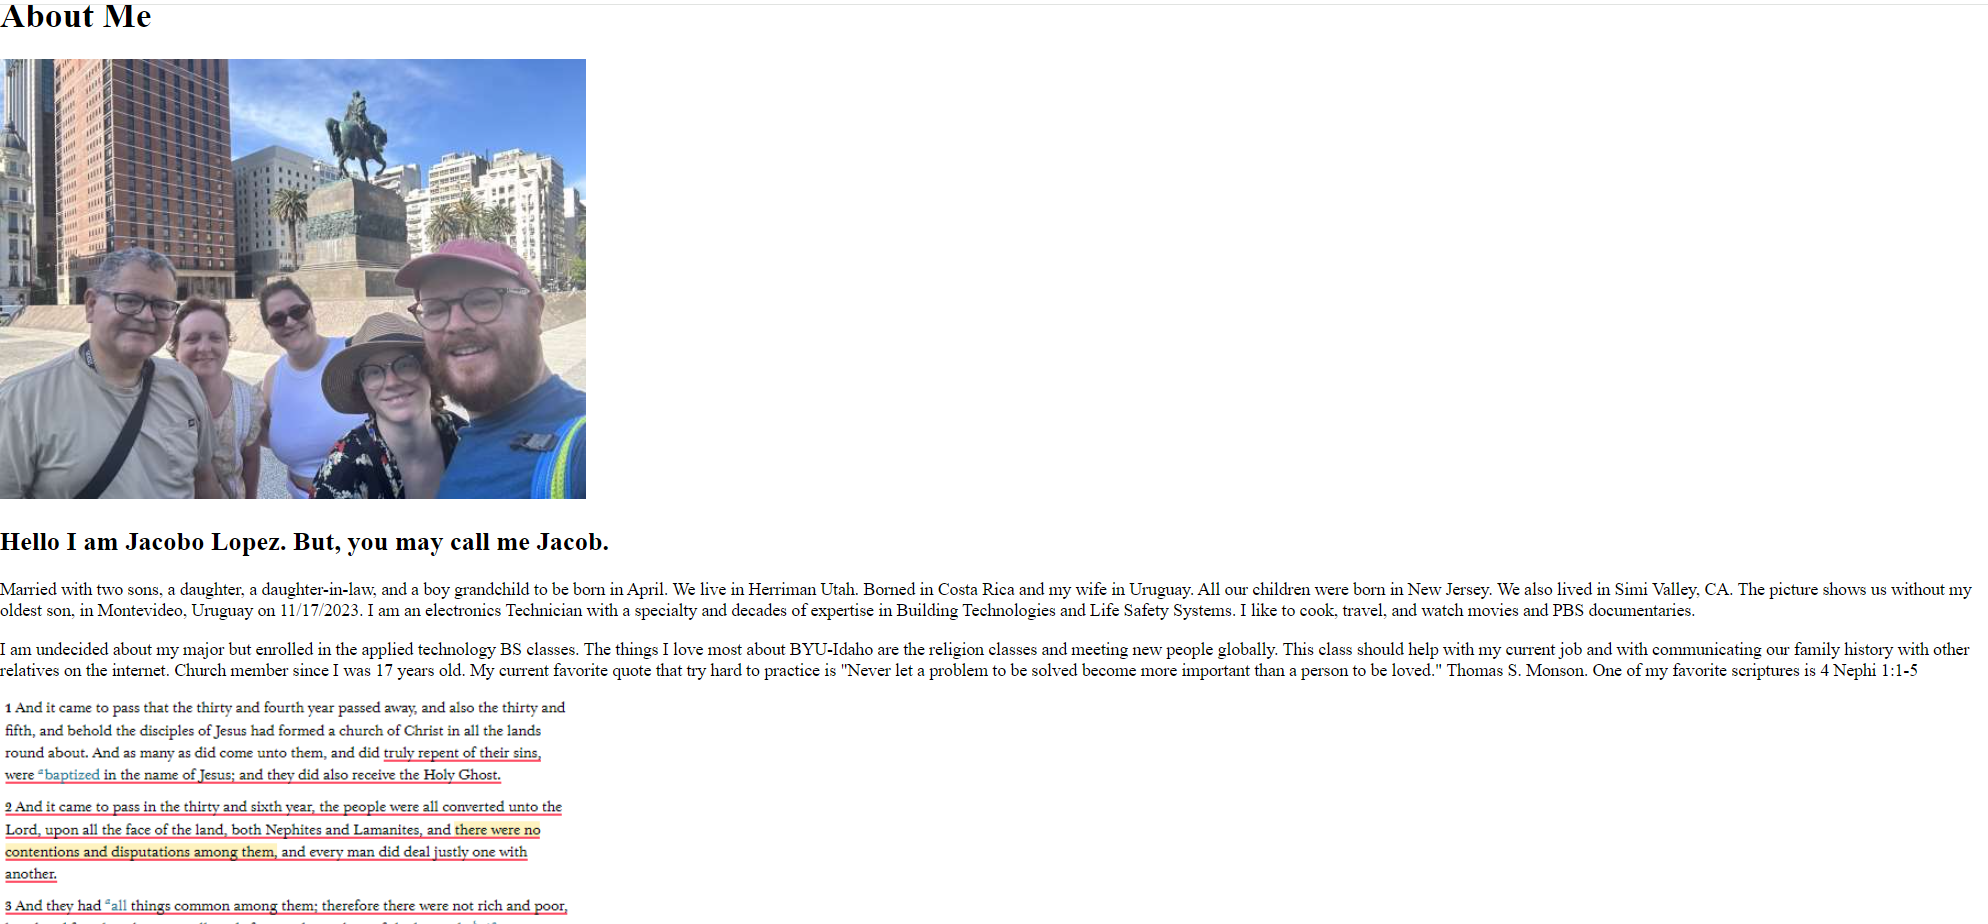 About Me
Hello I am Jacobo Lopez. But, you may call me Jacob.
Married with two sons, a daughter, a daughter-in-law, and a boy grandchild to be born in April. We live in Herriman Utah. Borned in Costa Rica and my wife in Uruguay. All our children were born in New Jersey. We also lived in Simi Valley, CA. The picture shows us without my
oldest son, in Montevideo, Uruguay on 11/17/2023. I am an electronics Technician with a specialty and decades of expertise in Building Technologies and Life Safety Systems. I like to cook, travel, and watch movies and PBS documentaries.
I am undecided about my major but enrolled in the applied technology BS classes. The things I love most about BYU-Idaho are the religion classes and meeting new people globally. This class should help with my current job and with communicating our family history with other
relatives on the internet. Church member since I was 17 years old. My current favorite quote that try hard to practice is "Never let a problem to be solved become more important than a person to be loved." Thomas S. Monson. One of my favorite scriptures is 4 Nephi 1:1-5
1 And it came to pass that the thirty and fourth year passed away, and also the thirty and
fifth, and behold the disciples of Jesus had formed a church of Christ in all the lands
round about. And as many as did come unto them, and did truly repent of their sins,
were a baptized in the name of Jesus; and they did also receive the Holy Ghost.
2 And it came to pass in the thirty and sixth year, the people were all converted unto the
Lord, upon all the face of the land, both Nephites and Lamanites, and there were no
contentions and disputations among them, and every man did deal justly one with
another.
3 And they had a all things common among them; therefore there were not rich and poor,